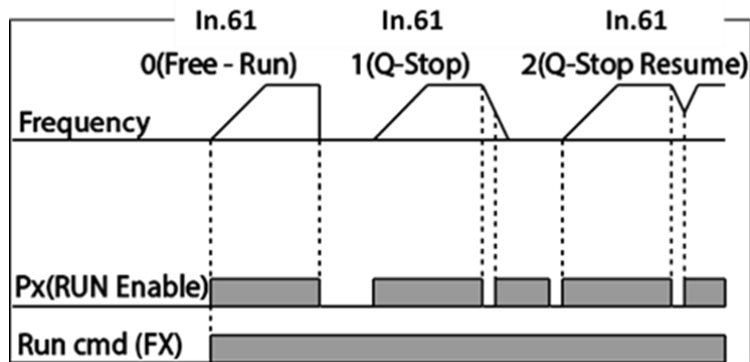 In.61 In.61 In.61
0(Free - Run) 1(Q-Stop) 2(Q-Stop Resume)
Frequency
Px(RUN Enable)
Run cmd (FX)